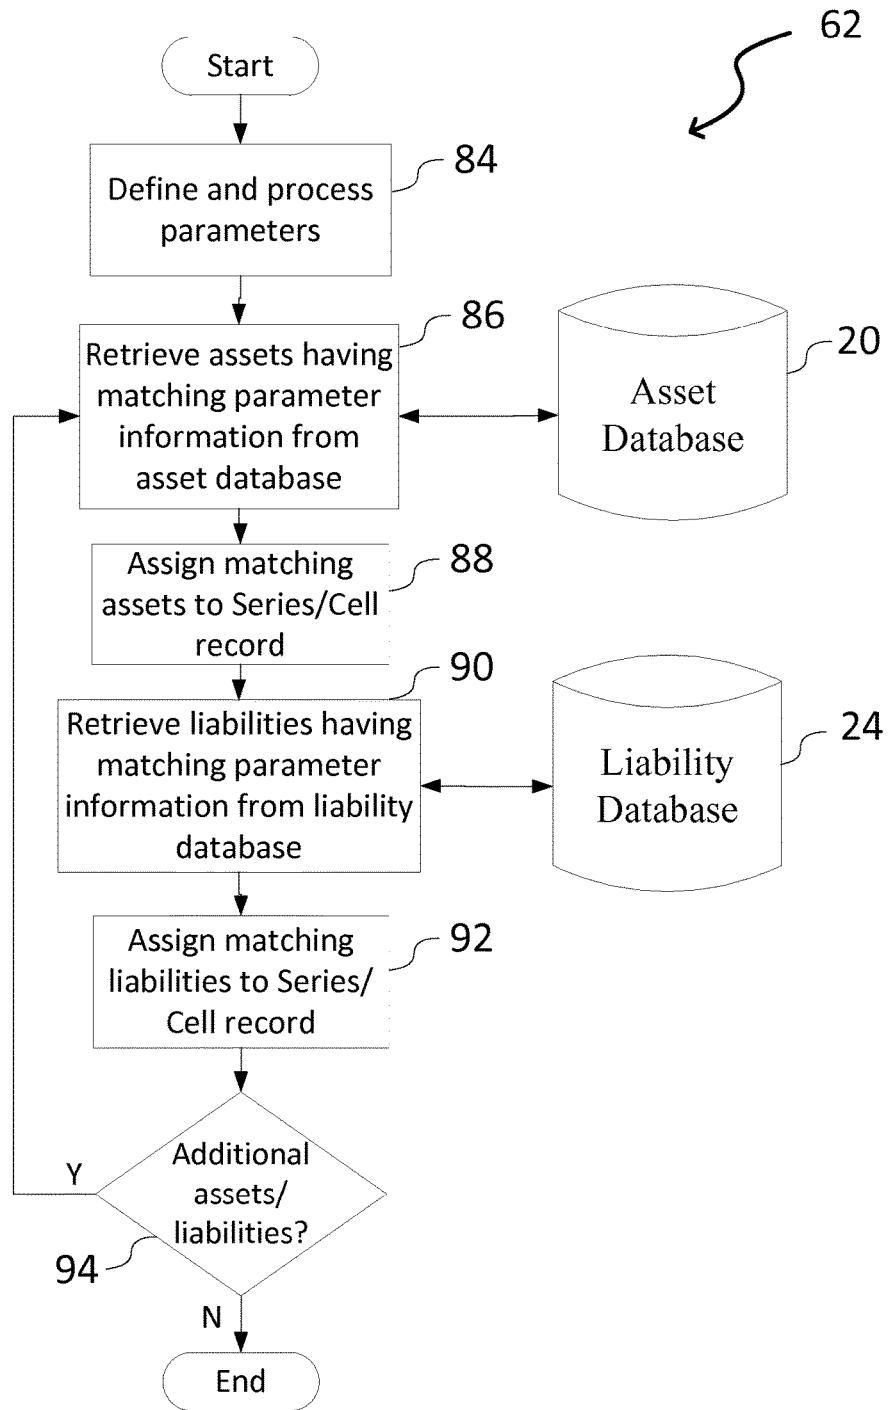 62
Start
84
Define and process
parameters
86
Retrieve assets having
matching parameter
information from
asset database
20
Asset
Database
88
Assign matching
assets to Series/Cell
record
90
Retrieve liabilities having
matching parameter
information from liability
database
24
Liability
Database
92
Assign matching
liabilities to Series/
Cell record
Y
Additional
assets/
liabilities?
94
N
End